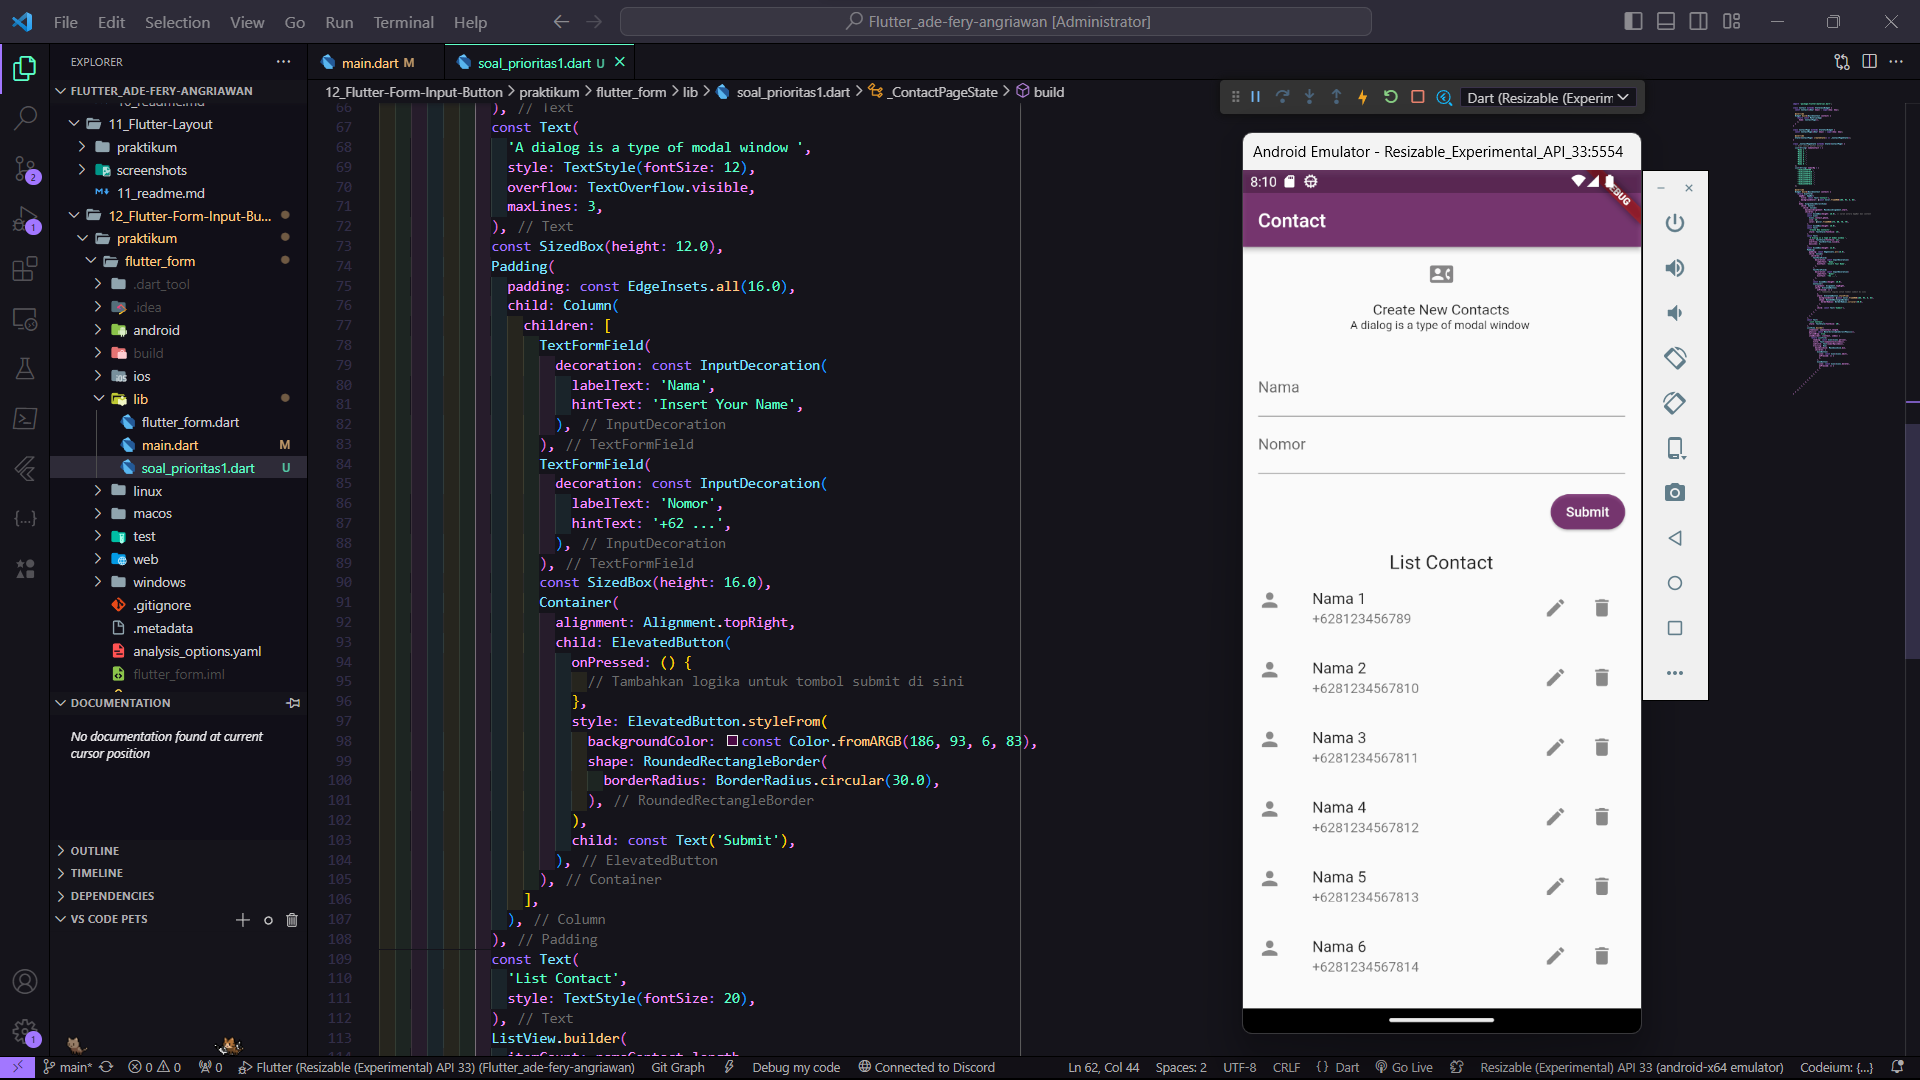 File Edit Selection View Go Run Terminal Help
Flutter_ade-fery-angriawan [Administrator]
EXPLORER
main.dart M
soal_prioritas1.dart U
FLUTTER_ADE-FERY-ANGRIAWAN
10_readme.md
11_Flutter-Layout
praktikum
screenshots
11_readme.md
12_Flutter-Form-Input-Bu...
praktikum
flutter_form
.dart_tool
.idea
android
build
ios
lib
flutter_form.dart
main.dart M
soal_prioritas1.dart U
linux
macos
test
web
windows
.gitignore
.metadata
analysis_options.yaml
flutter_form.iml
DOCUMENTATION
No documentation found at current
cursor position
OUTLINE
TIMELINE
DEPENDENCIES
VS CODE PETS
2
1
1
12_Flutter-Form-Input-Button > praktikum > flutter_form > lib > soal_prioritas1.dart > _ContactPageState > build
66 ), // Text
67 const Text(
68 'A dialog is a type of modal window ',
69 style: TextStyle(fontSize: 12),
70 overflow: TextOverflow.visible,
71 maxLines: 3,
72 ), // Text
73 const SizedBox(height: 12.0),
74 Padding(
75 padding: const EdgeInsets.all(16.0),
76 child: Column(
77 children: [
78 TextFormField(
79 decoration: const InputDecoration(
80 labelText: 'Nama',
81 hintText: 'Insert Your Name',
82 ), // InputDecoration
83 ), // TextFormField
84 TextFormField(
85 decoration: const InputDecoration(
86 labelText: 'Nomor',
87 hintText: '+62 ...',
88 ), // InputDecoration
89 ), // TextFormField
90 const SizedBox(height: 16.0),
91 Container(
92 alignment: Alignment.topRight,
93 child: ElevatedButton(
94 onPressed: () {
95 // Tambahkan logika untuk tombol submit di sini
96 },
97 style: ElevatedButton.styleFrom(
98 backgroundColor: const Color.fromARGB(186, 93, 6, 83),
99 shape: RoundedRectangleBorder(
100 borderRadius: BorderRadius.circular(30.0),
101 ), // RoundedRectangleBorder
102 ),
103 child: const Text('Submit'),
104 ), // ElevatedButton
105 ), // Container
106 ],
107 ), // Column
108 ), // Padding
109 const Text(
110 'List Contact',
111 style: TextStyle(fontSize: 20),
112 ), // Text
113 ListView.builder(
Dart (Resizable (Experim
Android Emulator - Resizable_Experimental_API_33:5554
8:10
Contact
Create New Contacts
A dialog is a type of modal window
Nama
Nomor
Submit
List Contact
Nama 1
+628123456789
Nama 2
+6281234567810
Nama 3
+6281234567811
Nama 4
+6281234567812
Nama 5
+6281234567813
Nama 6
+6281234567814
main* 0 0 0 Flutter (Resizable (Experimental) API 33) (Flutter_ade-fery-angriawan) Git Graph Debug my code Connected to Discord Ln 62, Col 44 Spaces: 2 UTF-8 CRLF { } Dart Go Live Resizable (Experimental) API 33 (android-x64 emulator) Codeium: {...}